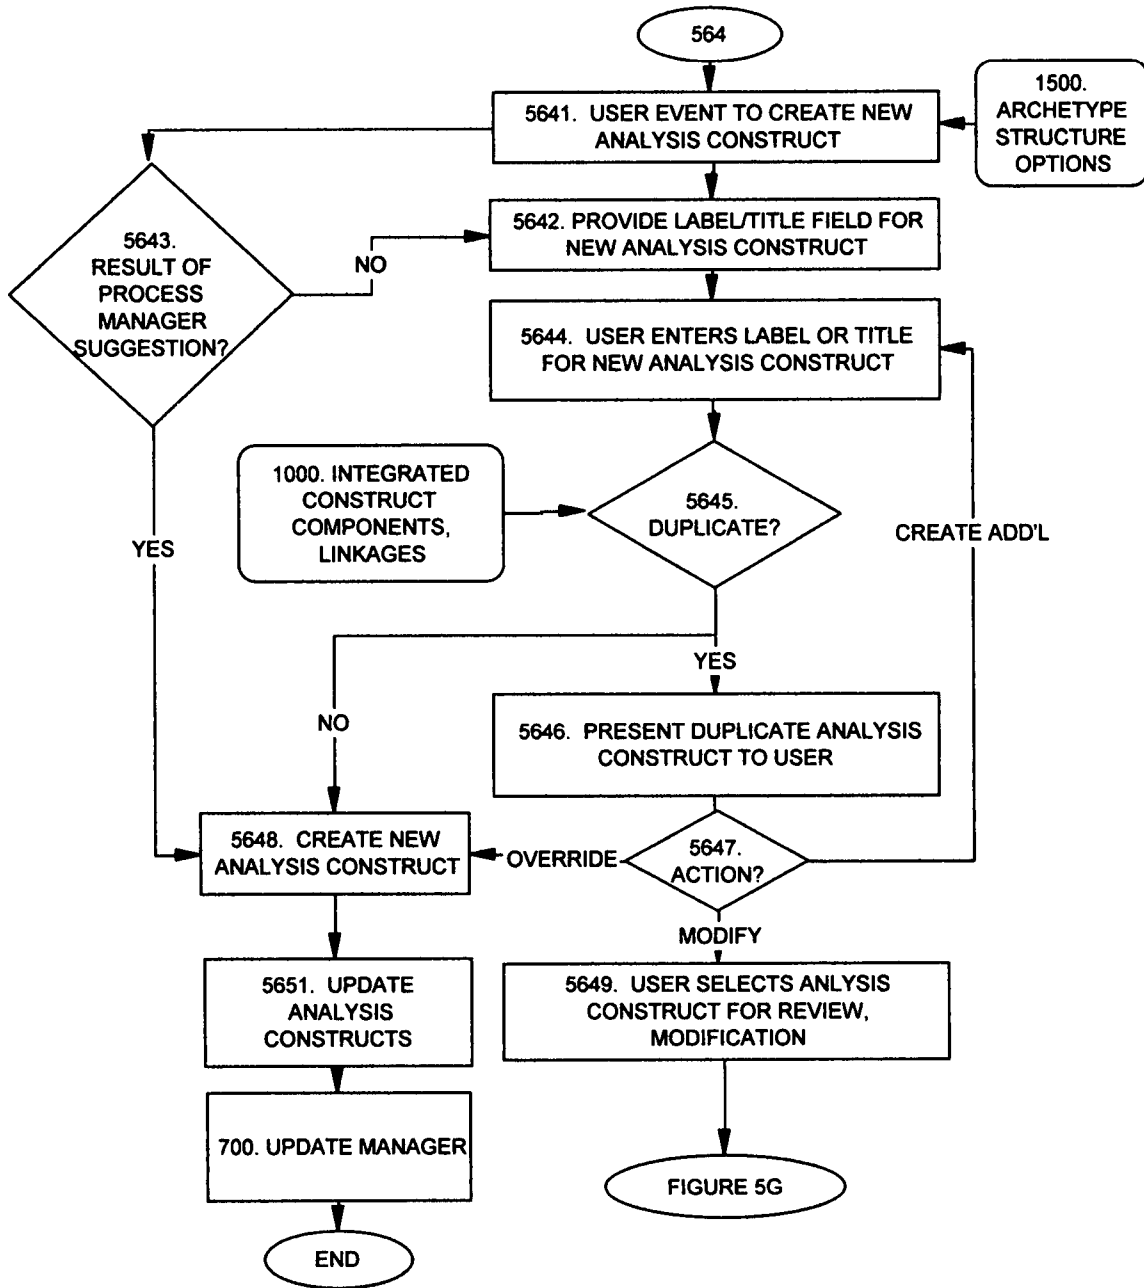 564
5641. USER EVENT TO CREATE NEW
ANALYSIS CONSTRUCT
1500.
ARCHETYPE
STRUCTURE
OPTIONS
5642. PROVIDE LABEL/TITLE FIELD FOR
NEW ANALYSIS CONSTRUCT
5643.
RESULT OF
PROCESS
MANAGER
SUGGESTION?
NO
5644. USER ENTERS LABEL OR TITLE
FOR NEW ANALYSIS CONSTRUCT
1000. INTEGRATED
CONSTRUCT
COMPONENTS,
LINKAGES
5645.
DUPLICATE?
CREATE ADD'L
YES
YES
NO
5646. PRESENT DUPLICATE ANALYSIS
CONSTRUCT TO USER
5648. CREATE NEW
ANALYSIS CONSTRUCT
OVERRIDE
5647.
ACTION?
MODIFY
5651. UPDATE
ANALYSIS
CONSTRUCTS
5649. USER SELECTS ANLYSIS
CONSTRUCT FOR REVIEW,
MODIFICATION
700. UPDATE MANAGER
FIGURE 5G
END